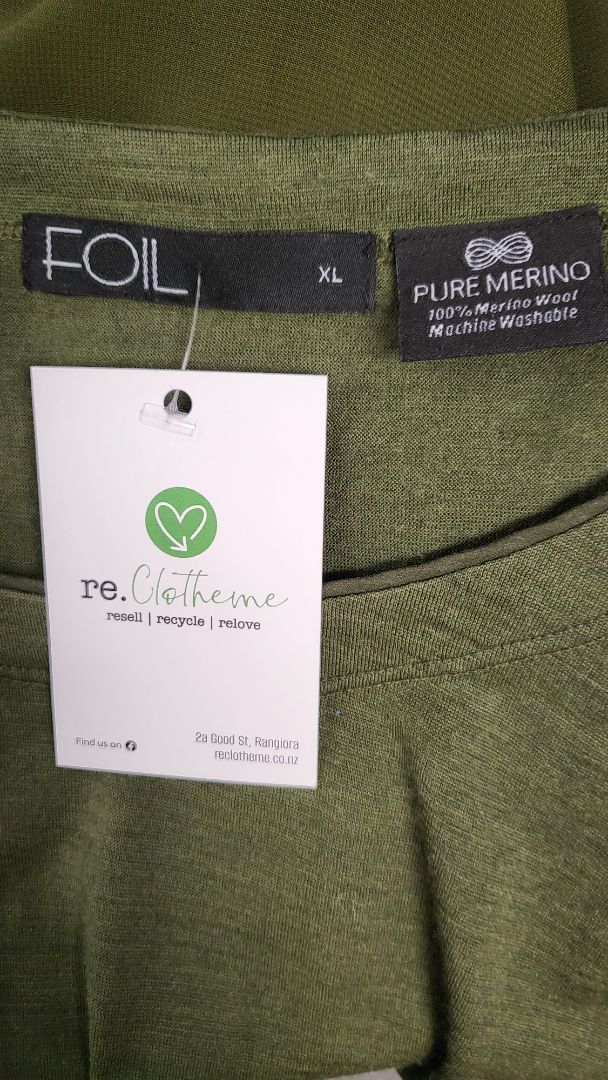 FOIL
XL
PURE MERINO
100% Merino Wool
Machine Washable
re.Clotheme
resell | recycle | relove
Find us on
2a Good St, Rangiora
reclotheme.co.nz